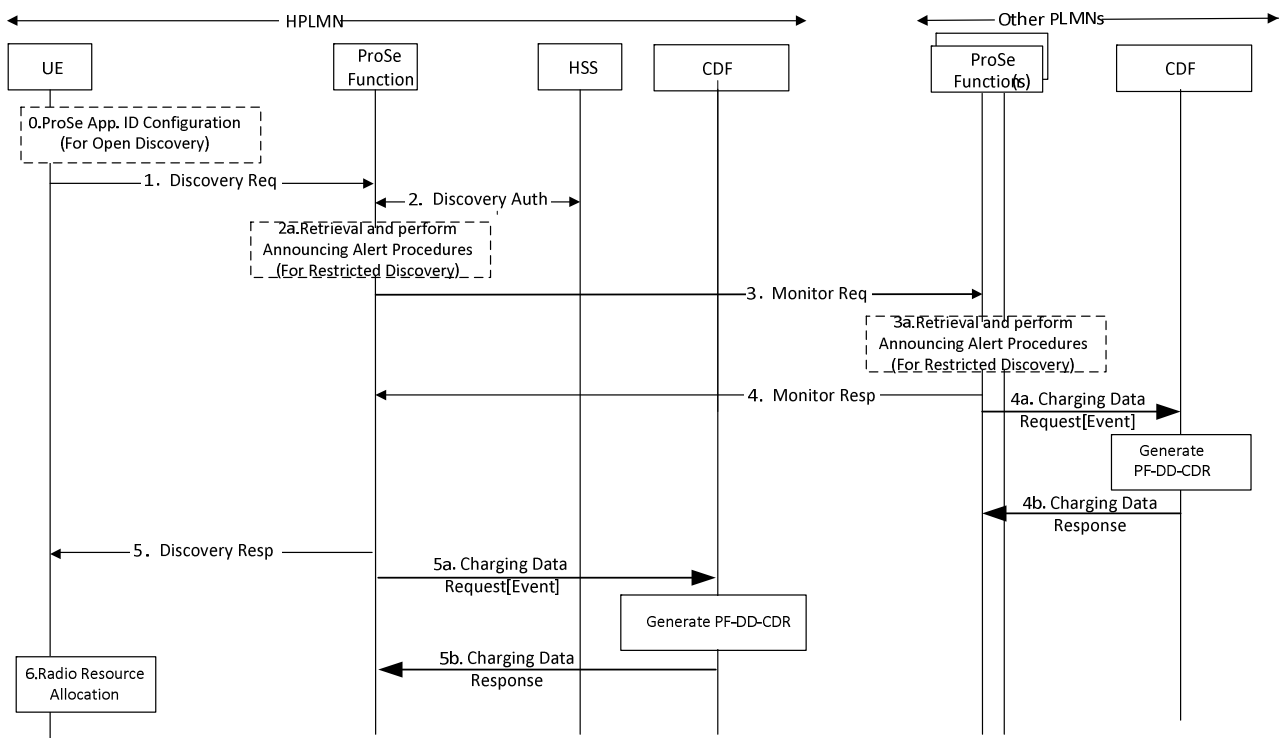 HPLMN
Other PLMNs
UE
ProSe
Function
HSS
CDF
ProSe
Function(s)
CDF
0.ProSe App. ID Configuration
(For Open Discovery)
1. Discovery Req
2. Discovery Auth
2a.Retrieval and perform
Announcing Alert Procedures
(For Restricted Discovery)
3. Monitor Req
3a.Retrieval and perform
Announcing Alert Procedures
(For Restricted Discovery)
4. Monitor Resp
4a. Charging Data
Request[Event]
Generate
PF-DD-CDR
4b. Charging Data
Response
5. Discovery Resp
5a. Charging Data
Request[Event]
Generate PF-DD-CDR
5b. Charging Data
Response
6.Radio Resource
Allocation